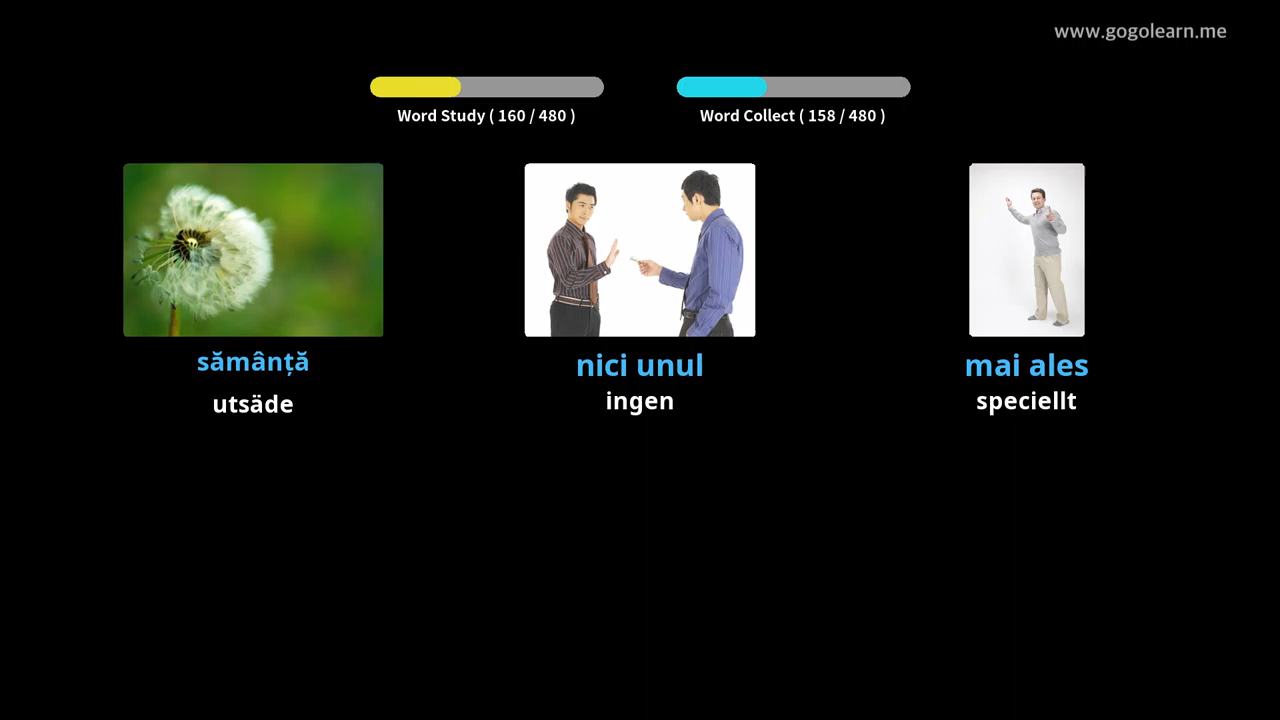 www.gogolearn.me
Word Study ( 160 / 480 )
Word Collect ( 158 / 480 )
sămânță
nici unul
mai ales
utsäde
ingen
speciellt